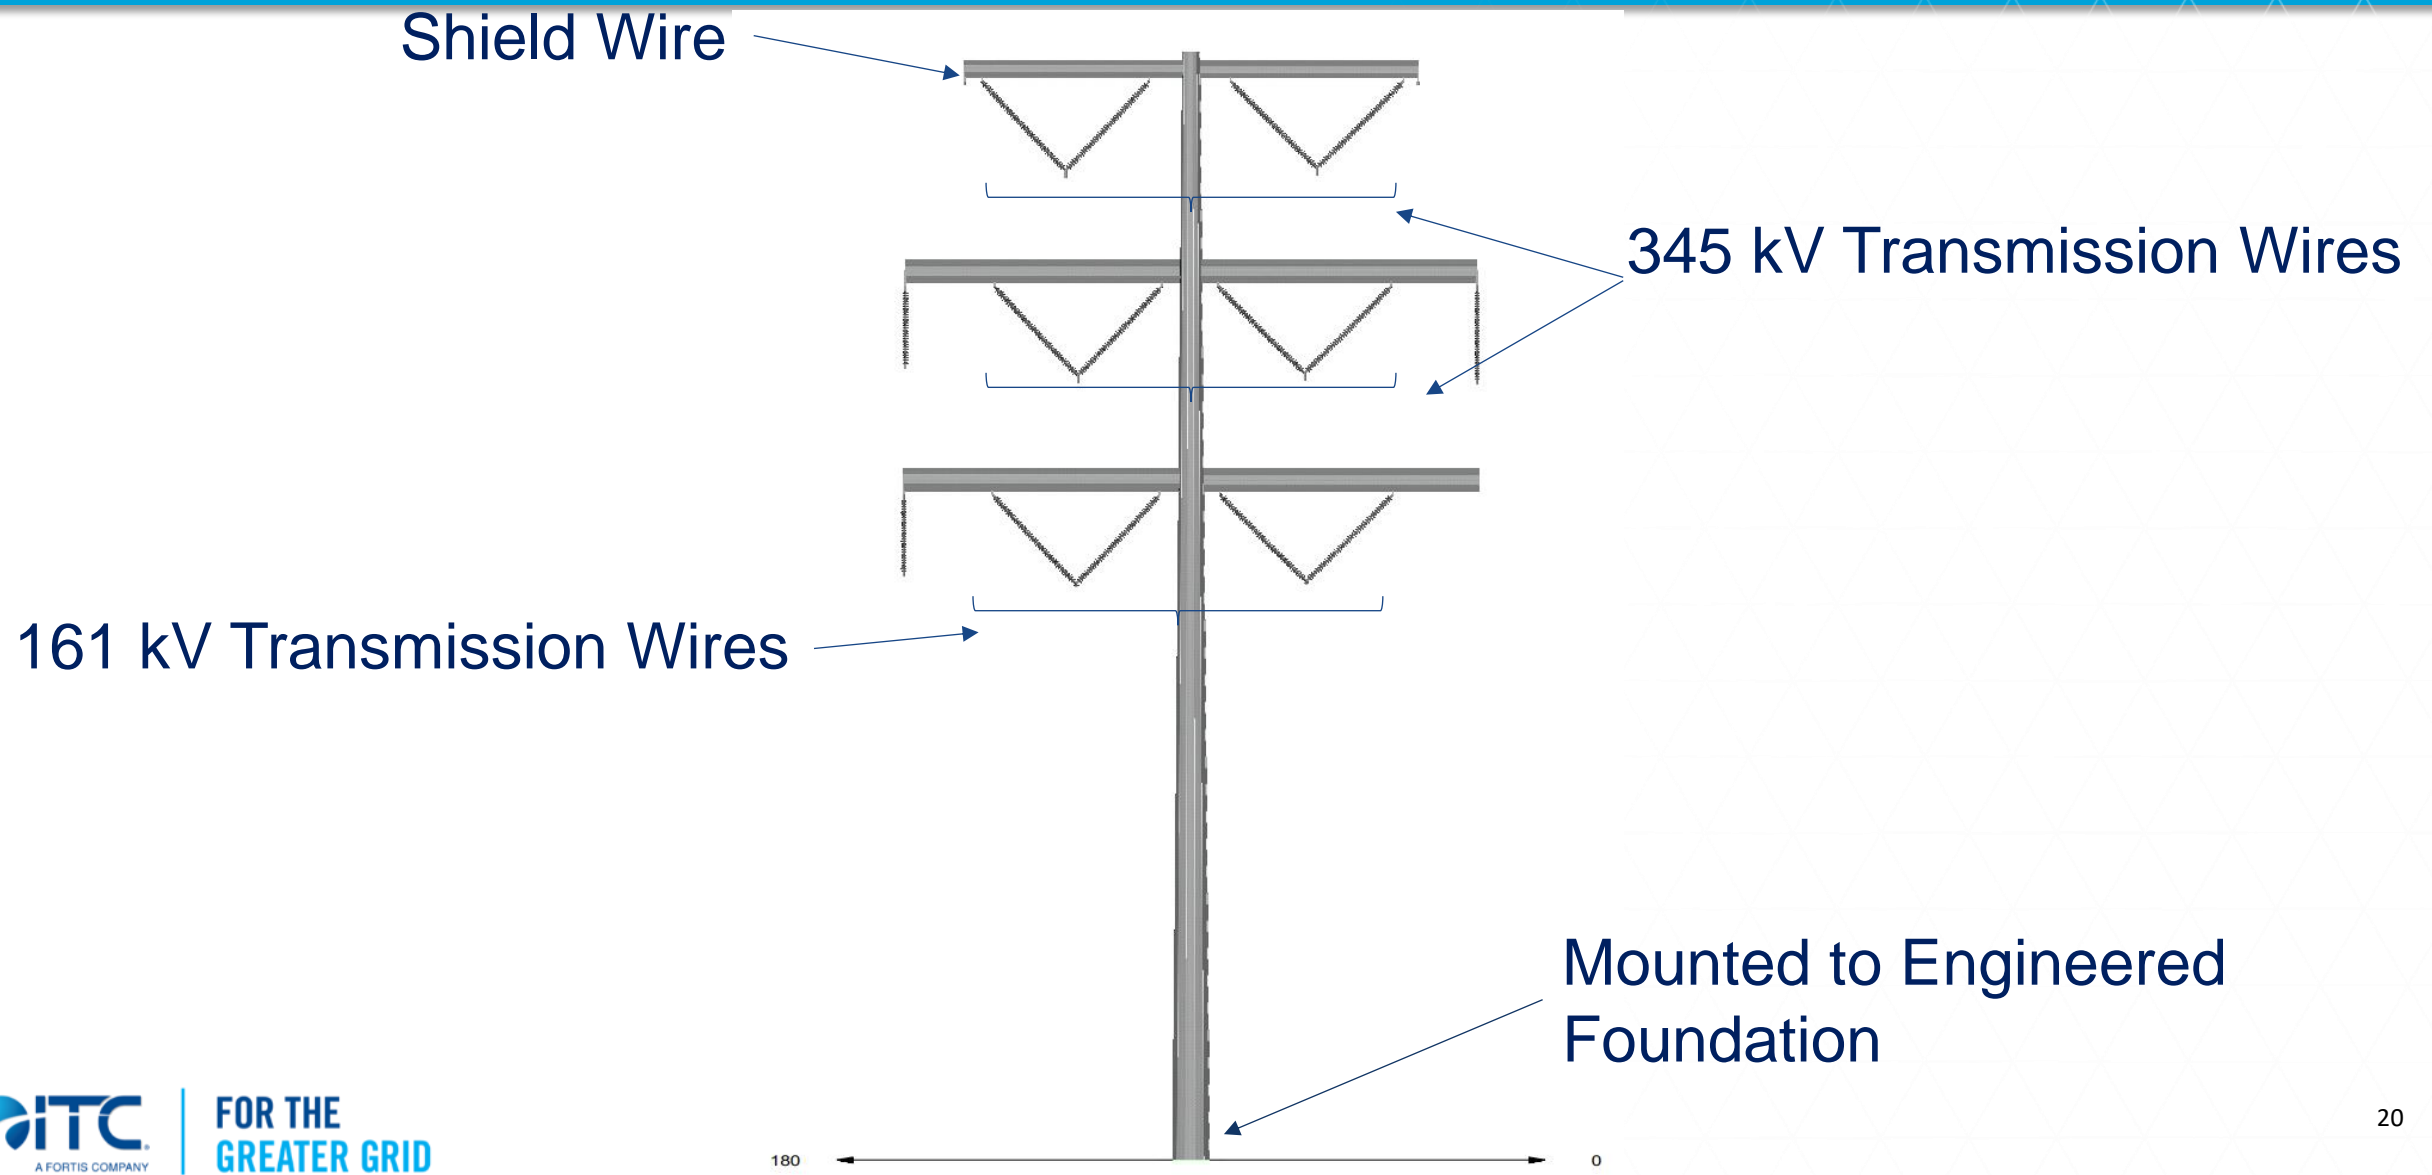 Shield Wire
345 kV Transmission Wires
161 kV Transmission Wires
Mounted to Engineered
Foundation
ITC
A FORTIS COMPANY
FOR THE
GREATER GRID
180
0
20